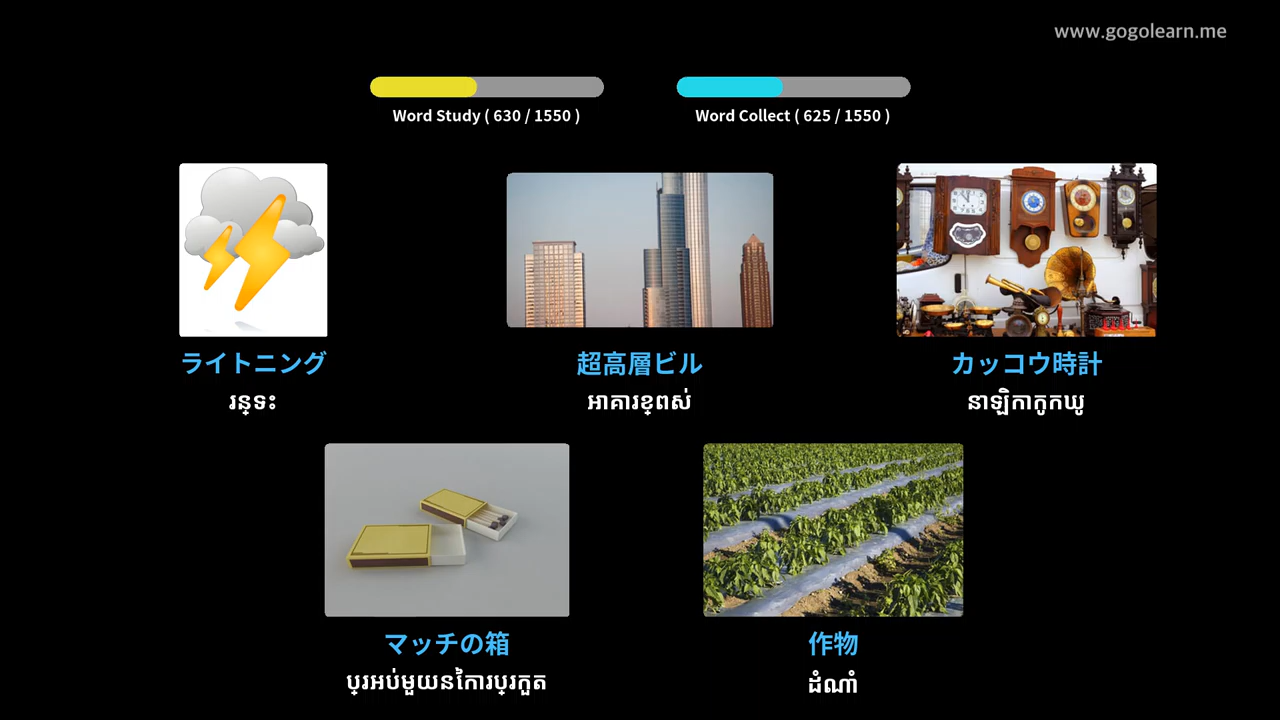 www.gogolearn.me
Word Study ( 630 / 1550 )
Word Collect ( 625 / 1550 )
ライトニング
រន្ទះ
超高層ビル
អាគារខ្ពស់
カッコウ時計
នាឡិកាកូកឃូ
マッチの箱
ប្រអប់មួយនៃការប្រកួត
作物
ដំណាំ